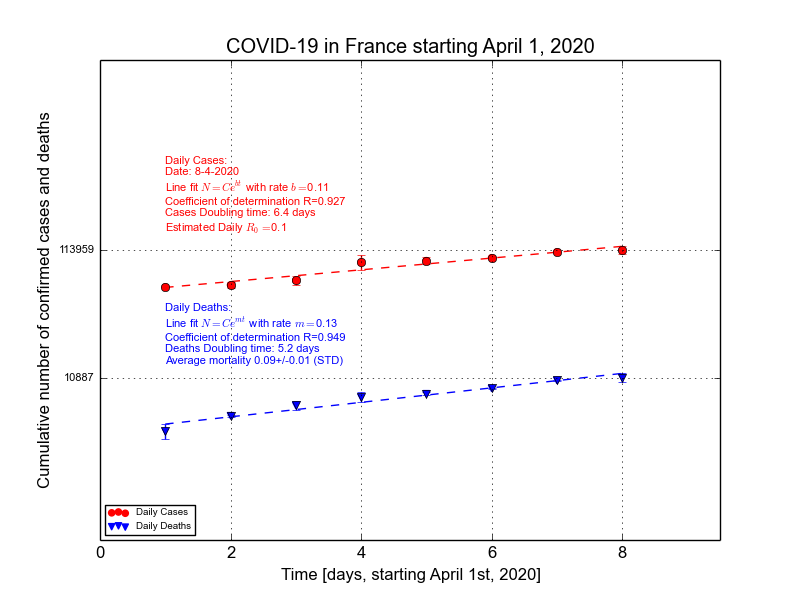 COVID-19 in France starting April 1, 2020
Cumulative number of confirmed cases and deaths
Daily Cases:
Date: 8-4-2020
Line fit N = Ce^{bt} with rate b = 0.11
Coefficient of determination R=0.927
Cases Doubling time: 6.4 days
Estimated Daily R_0 = 0.1
113959
Daily Deaths:
Line fit N = Ce^{mt} with rate m = 0.13
Coefficient of determination R=0.949
Deaths Doubling time: 5.2 days
Average mortality 0.09+/-0.01 (STD)
10887
Daily Cases
Daily Deaths
0 2 4 6 8
Time [days, starting April 1st, 2020]